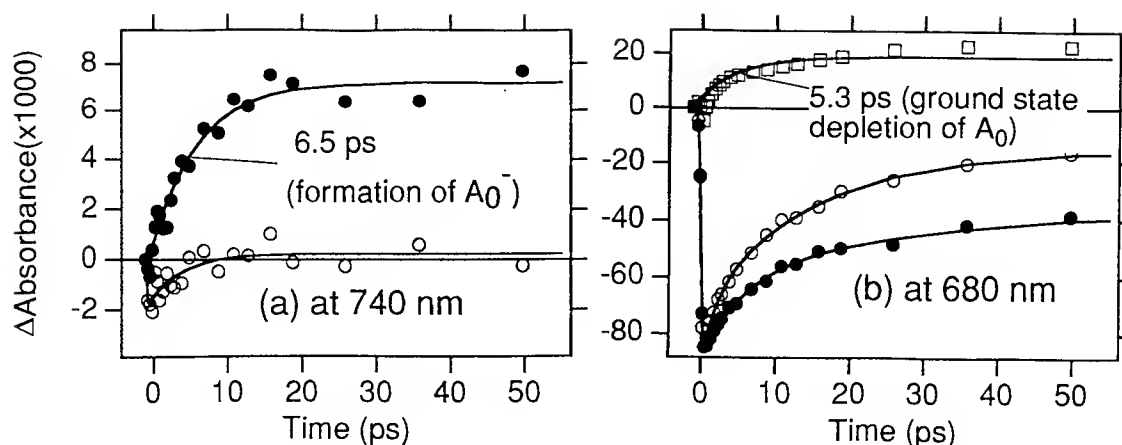 ΔAbsorbance(x1000)
8
6
4
2
0
-2
6.5 ps
(formation of A0-)
(a) at 740 nm
0 10 20 30 40 50
Time (ps)
20
0
-20
-40
-60
-80
5.3 ps (ground state
depletion of A0)
(b) at 680 nm
0 10 20 30 40 50
Time (ps)